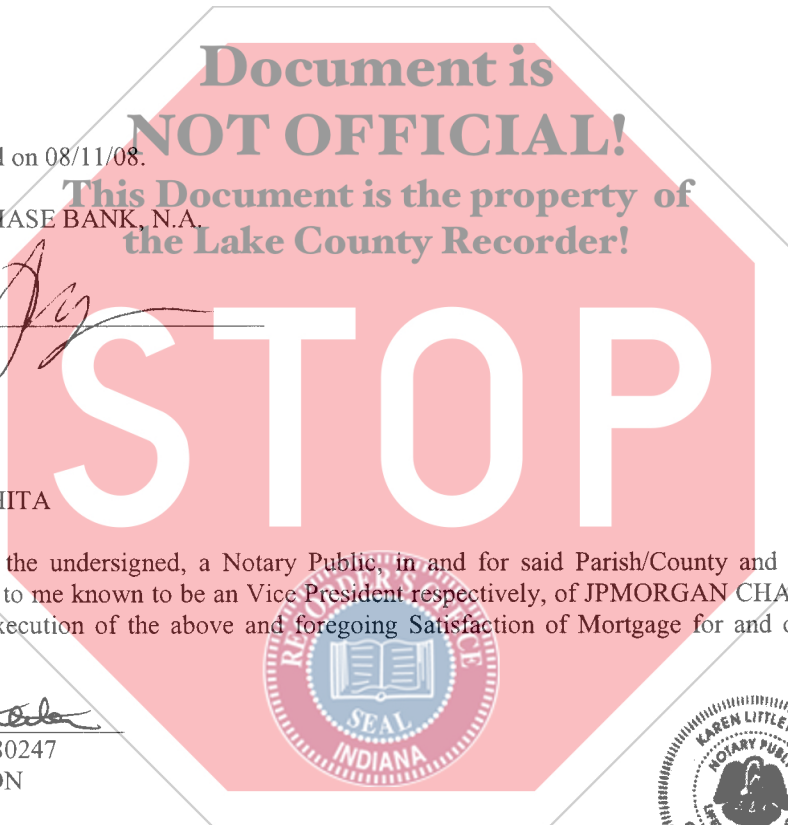 Document is
NOT OFFICIAL!
on 08/11/08.
This Document is the property of
HASE BANK, N.A.
the Lake County Recorder!
STOP
HITA
the undersigned, a Notary Public, in and for said Parish/County and
to me known to be an Vice President respectively, of JPMORGAN CHA
xecution of the above and foregoing Satisfaction of Mortgage for and
RECORDER'S OFFICE
SEAL
INDIANA
80247
ON
KAREN LITTLE
NOTARY PUBL